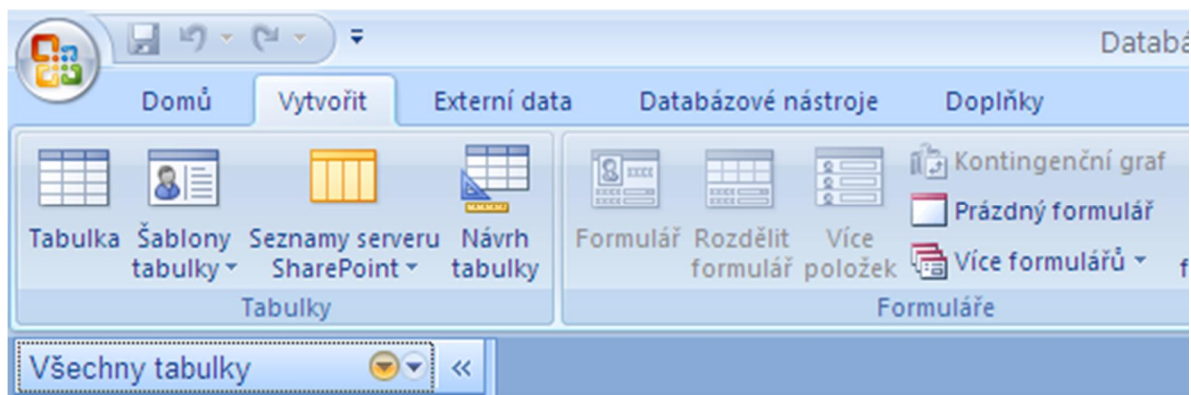 Databá
Domů Vytvořit Externí data Databázové nástroje Doplňky
Tabulka
Šablony
tabulky
Seznamy serveru
SharePoint
Návrh
tabulky
Tabulky
Formulář
Rozdělit
formulář
Více
položek
Kontingenční graf
Prázdný formulář
Více formulářů
f
Formuláře
Všechny tabulky